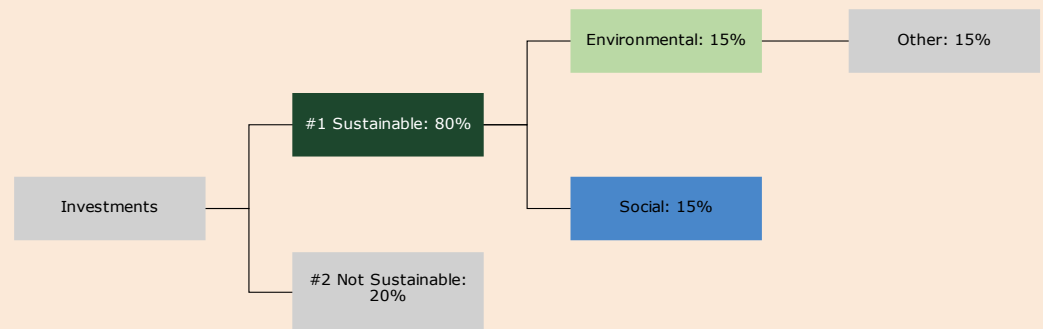 Environmental: 15%
Other: 15%
#1 Sustainable: 80%
Investments
Social: 15%
#2 Not Sustainable:
20%